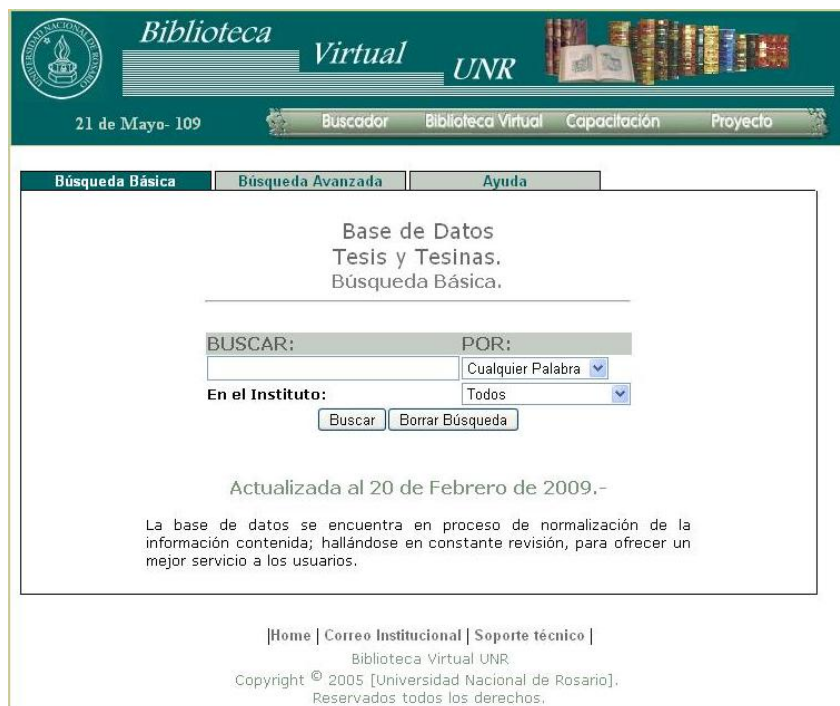 UNIVERSIDAD NACIONAL DE ROSARIO
Biblioteca
Virtual
UNR
21 de Mayo- 109
Buscador Biblioteca Virtual Capacitación Proyecto
Búsqueda Básica Búsqueda Avanzada Ayuda
Base de Datos
Tesis y Tesinas.
Búsqueda Básica.
BUSCAR: POR:
Cualquier Palabra
En el Instituto: Todos
Buscar Borrar Búsqueda
Actualizada al 20 de Febrero de 2009.-
La base de datos se encuentra en proceso de normalización de la
información contenida; hallándose en constante revisión, para ofrecer un
mejor servicio a los usuarios.
|Home | Correo Institucional | Soporte técnico |
Biblioteca Virtual UNR
Copyright © 2005 [Universidad Nacional de Rosario].
Reservados todos los derechos.